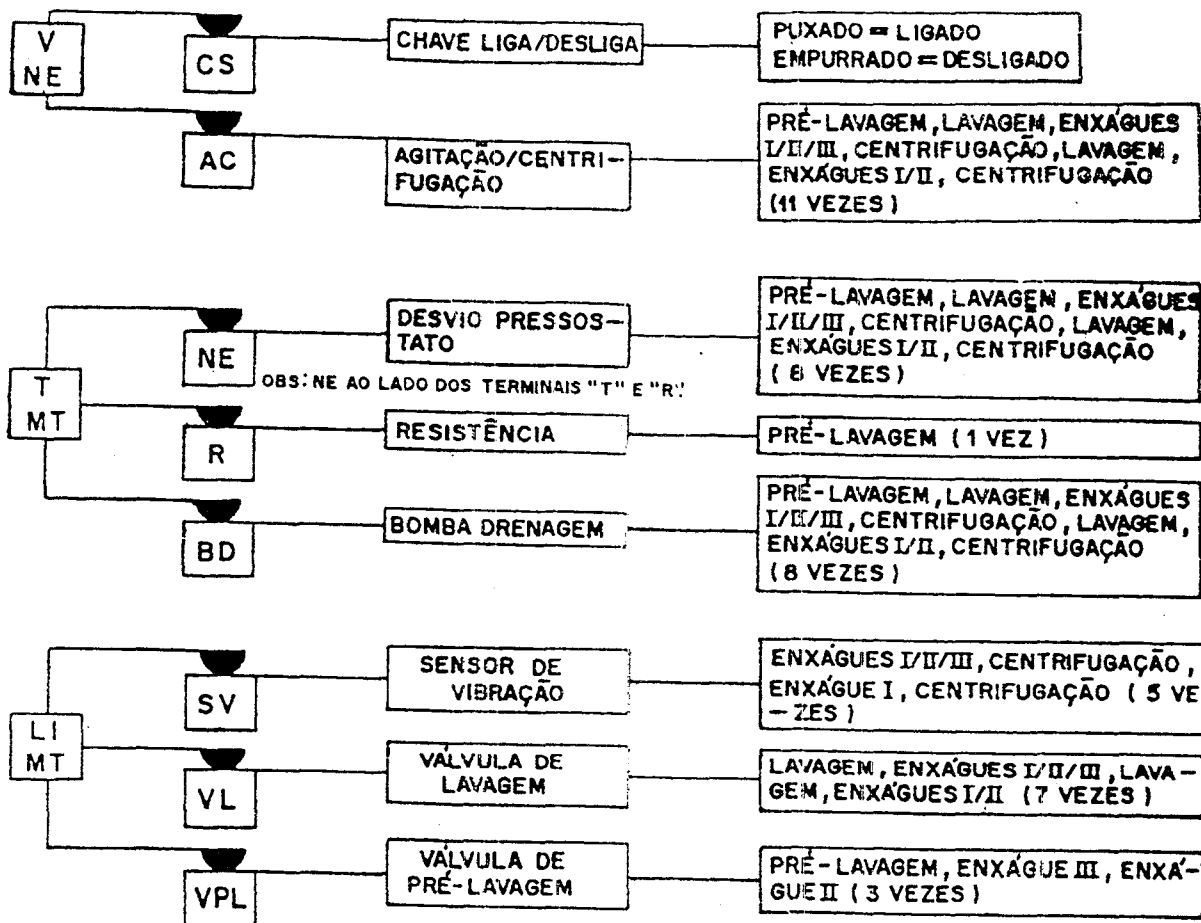 V
NE
CS
CHAVE LIGA/DESLIGA
PUXADO = LIGADO
EMPURRADO = DESLIGADO
AC
AGITAÇÃO/CENTRI-
FUGAÇÃO
PRÉ-LAVAGEM, LAVAGEM, ENXÁGUES
I/II/III, CENTRIFUGAÇÃO, LAVAGEM,
ENXÁGUES I/II, CENTRIFUGAÇÃO
(11 VEZES)
T
MT
NE
DESVIO PRESSOS-
TATO
PRÉ-LAVAGEM, LAVAGEM, ENXÁGUES
I/II/III, CENTRIFUGAÇÃO, LAVAGEM,
ENXÁGUES I/II, CENTRIFUGAÇÃO
(8 VEZES)
OBS: NE AO LADO DOS TERMINAIS "T" E "R".
R
RESISTÊNCIA
PRÉ-LAVAGEM (1 VEZ)
BD
BOMBA DRENAGEM
PRÉ-LAVAGEM, LAVAGEM, ENXÁGUES
I/II/III, CENTRIFUGAÇÃO, LAVAGEM,
ENXÁGUES I/II, CENTRIFUGAÇÃO
(8 VEZES)
LI
MT
SV
SENSOR DE
VIBRAÇÃO
ENXÁGUES I/II/III, CENTRIFUGAÇÃO,
ENXÁGUE I, CENTRIFUGAÇÃO (5 VE
-ZES)
VL
VÁLVULA DE
LAVAGEM
LAVAGEM, ENXÁGUES I/II/III, LAVA-
GEM, ENXÁGUES I/II (7 VEZES)
VPL
VÁLVULA DE
PRÉ-LAVAGEM
PRÉ-LAVAGEM, ENXÁGUE III, ENXÁ-
GUE II (3 VEZES)